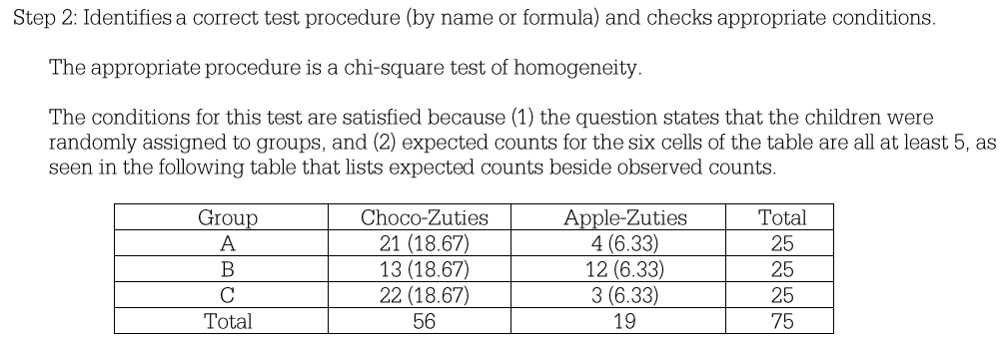 Step 2: Identifies a correct test procedure (by name or formula) and checks appropriate conditions.
The appropriate procedure is a chi-square test of homogeneity.
The conditions for this test are satisfied because (1) the question states that the children were
randomly assigned to groups, and (2) expected counts for the six cells of the table are all at least 5, as
seen in the following table that lists expected counts beside observed counts.
Group Choco-Zuties Apple-Zuties Total
A 21 (18.67) 4 (6.33) 25
B 13 (18.67) 12 (6.33) 25
C 22 (18.67) 3 (6.33) 25
Total 56 19 75